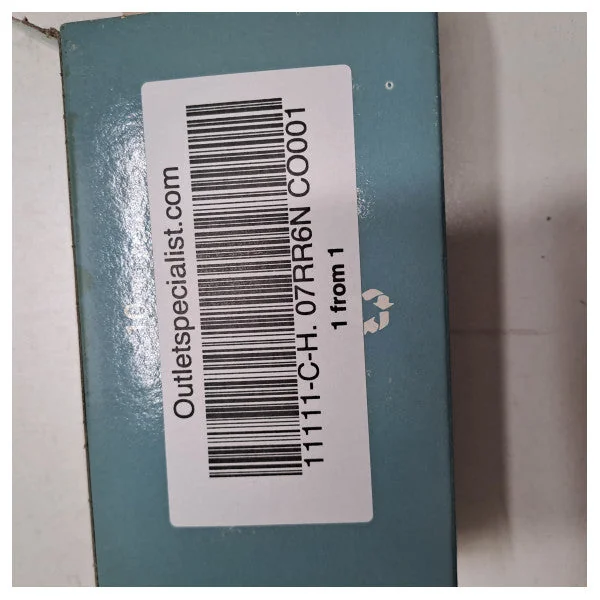 Outletspecialist.com
11111-C-H. 07RR6N CO001
1 from 1